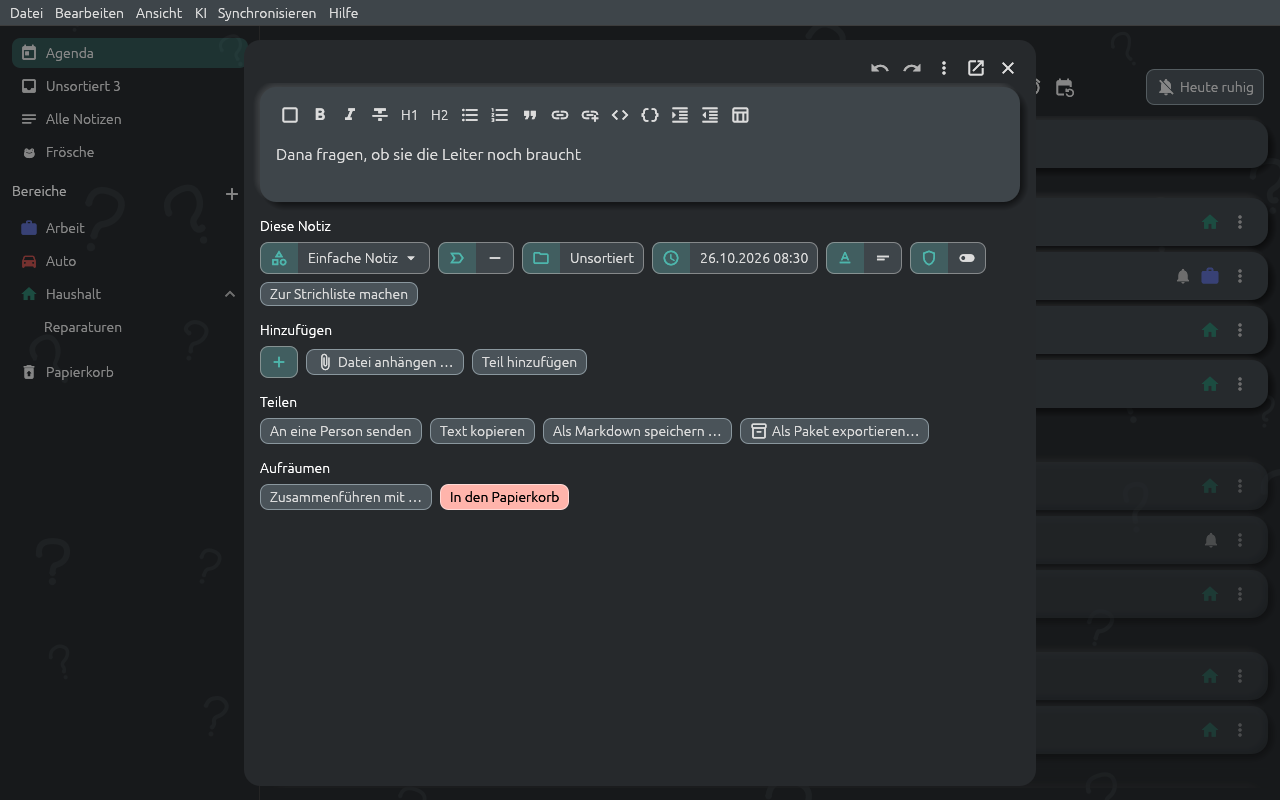 Datei Bearbeiten Ansicht KI Synchronisieren Hilfe
Agenda
Unsortiert 3
Alle Notizen
Frösche
Bereiche
Arbeit
Auto
Haushalt
Reparaturen
Papierkorb
Heute ruhig
B I S H1 H2
Dana fragen, ob sie die Leiter noch braucht
Diese Notiz
Einfache Notiz
Unsortiert
26.10.2026 08:30
Zur Strichliste machen
Hinzufügen
Datei anhängen …
Teil hinzufügen
Teilen
An eine Person senden
Text kopieren
Als Markdown speichern …
Als Paket exportieren…
Aufräumen
Zusammenführen mit …
In den Papierkorb